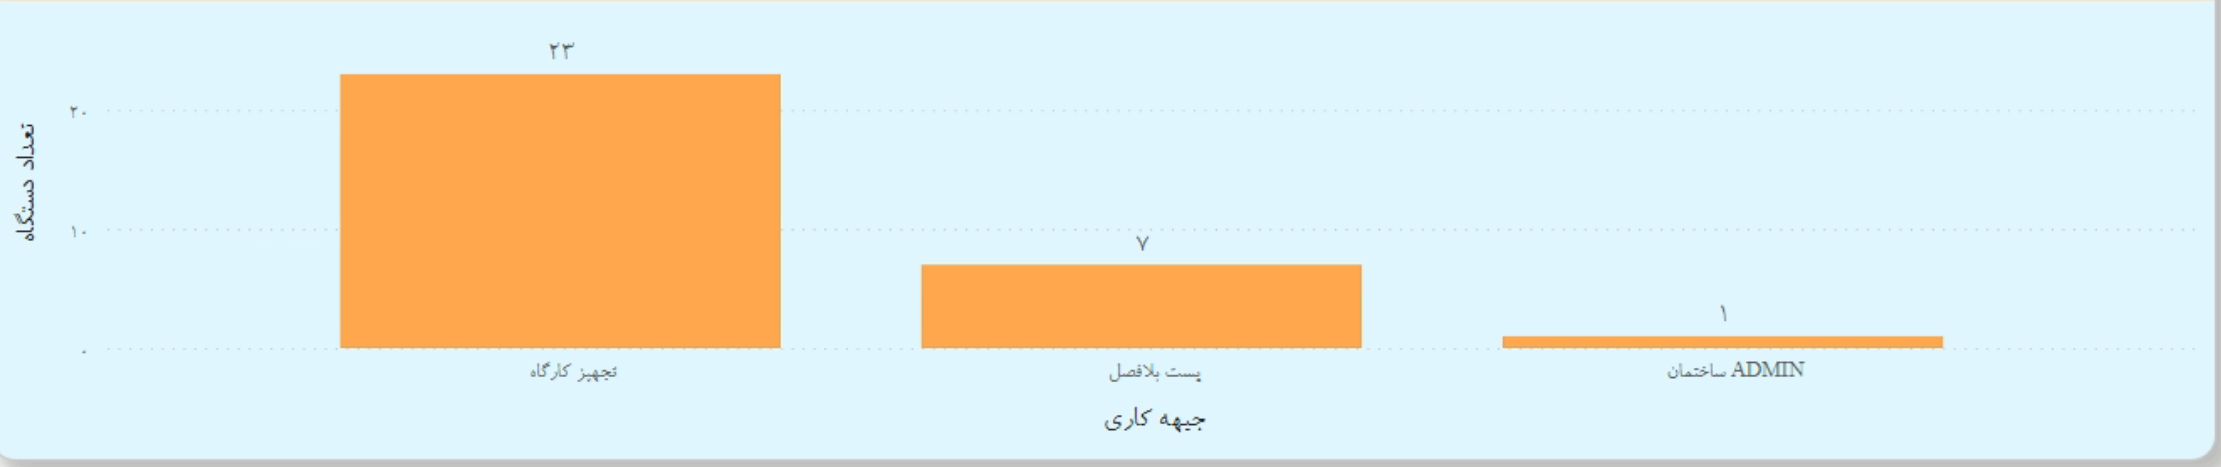 ۲۳
۲۰
تعداد دستگاه
۱۰
۷
۱
۰
تجهیز کارگاه
پست بلافصل
ساختمان ADMIN
جبهه کاری